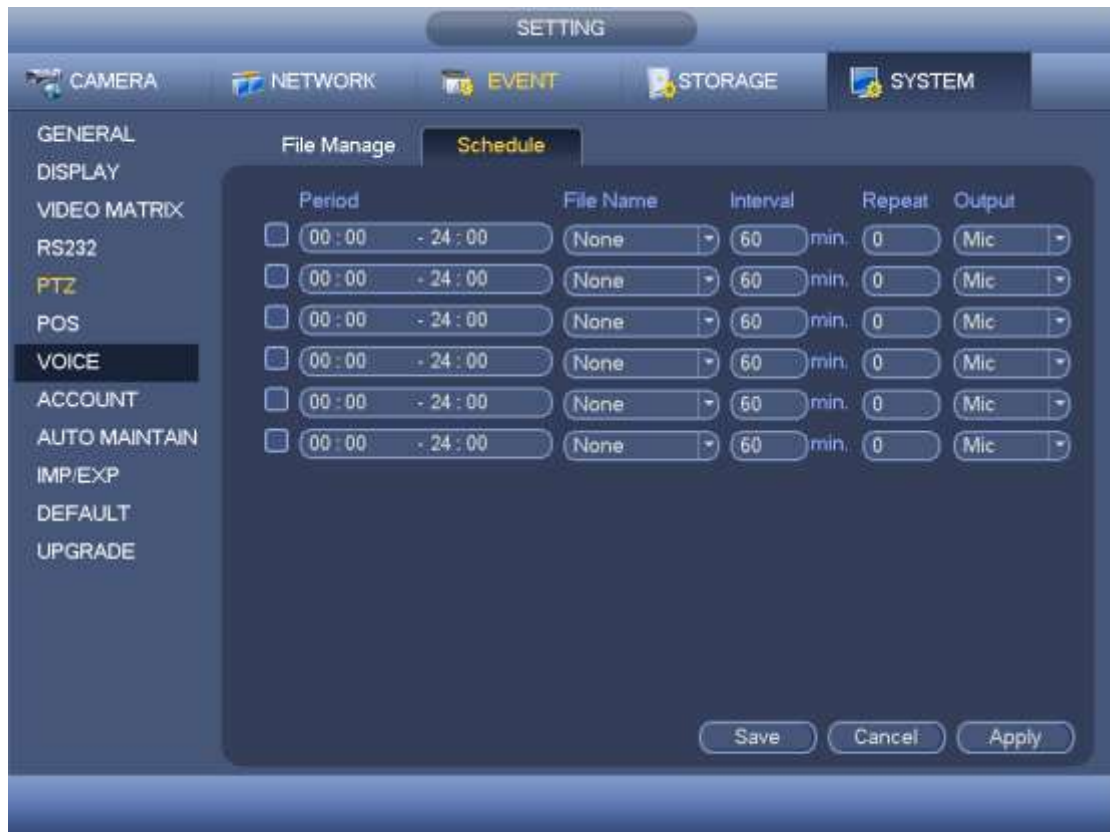 SETTING
CAMERA NETWORK EVENT STORAGE SYSTEM
GENERAL
DISPLAY
VIDEO MATRIX
RS232
PTZ
POS
VOICE
ACCOUNT
AUTO MAINTAIN
IMP/EXP
DEFAULT
UPGRADE
File Manage Schedule
Period File Name Interval Repeat Output
00 : 00 - 24 : 00 None 60 min. 0 Mic
00 : 00 - 24 : 00 None 60 min. 0 Mic
00 : 00 - 24 : 00 None 60 min. 0 Mic
00 : 00 - 24 : 00 None 60 min. 0 Mic
00 : 00 - 24 : 00 None 60 min. 0 Mic
00 : 00 - 24 : 00 None 60 min. 0 Mic
Save Cancel Apply